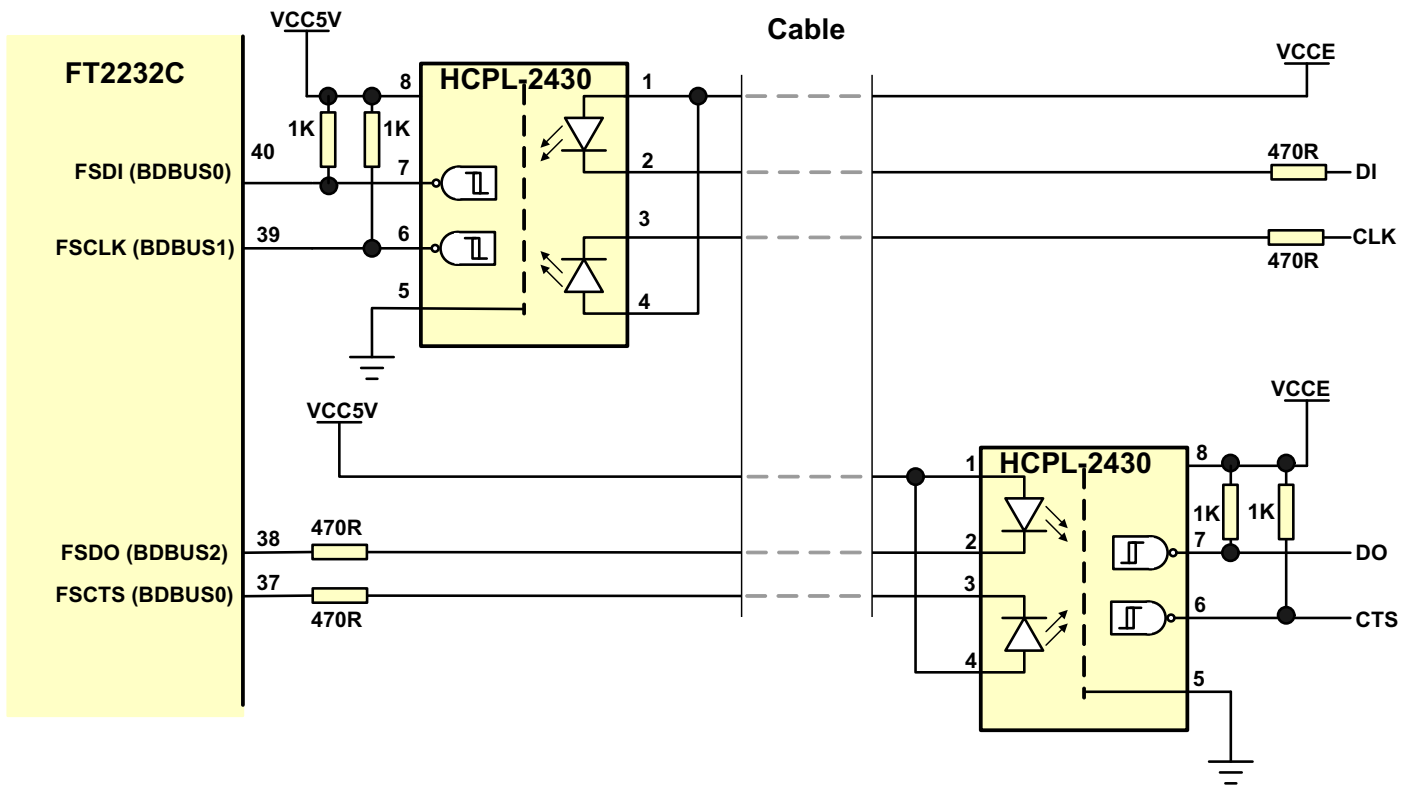 VCC5V
Cable
VCCE
FT2232C
8
HCPL-2430
1
1K
1K
40
7
2
470R
FSDI (BDBUS0)
DI
3
39
6
FSCLK (BDBUS1)
CLK
470R
5
4
VCCE
VCC5V
1
HCPL-2430
8
1K
1K
470R
38
2
7
FSDO (BDBUS2)
DO
37
3
6
FSCTS (BDBUS0)
470R
CTS
4
5